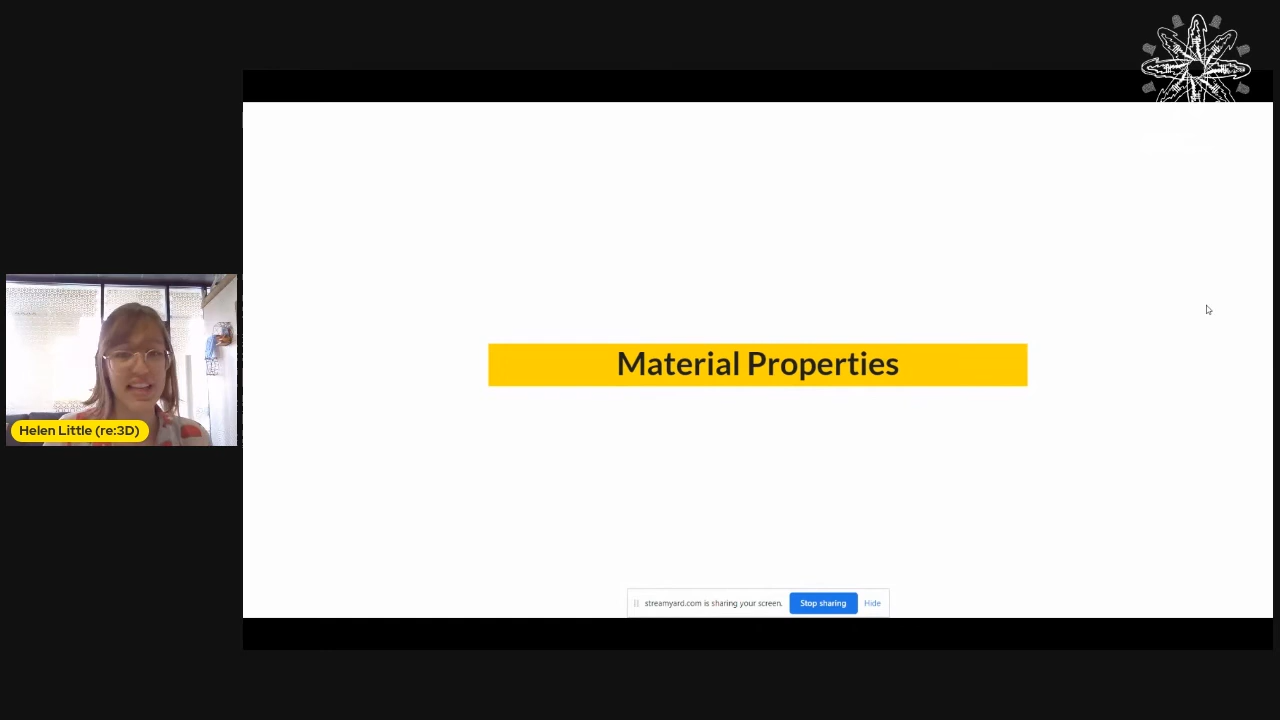 Material Properties
Helen Little (re:3D)
streamyard.com is sharing your screen. Stop sharing Hide